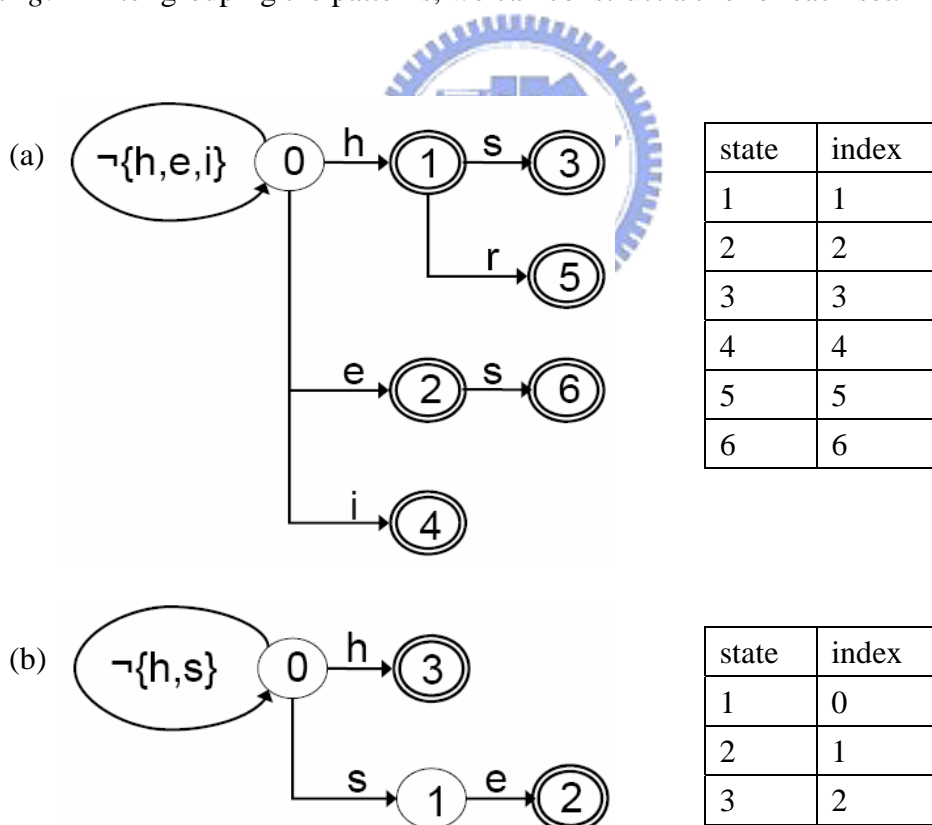 (a)
¬{h,e,i} 0 h 1 s 3
r 5
e 2 s 6
i 4
state index
1 1
2 2
3 3
4 4
5 5
6 6
(b)
¬{h,s} 0 h 3
s 1 e 2
state index
1 0
2 1
3 2